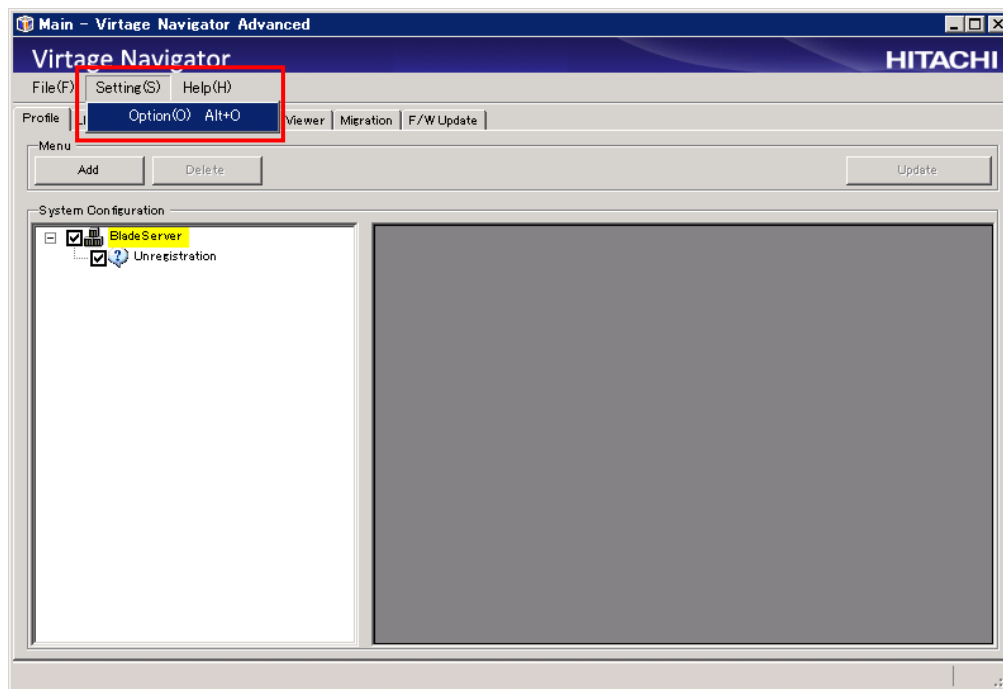 Main - Virtage Navigator Advanced
Virtage Navigator
HITACHI
File(F) Setting(S) Help(H)
Option(O) Alt+O
Profile Viewer Migration F/W Update
Menu
Add Delete Update
System Configuration
BladeServer
Unregistration